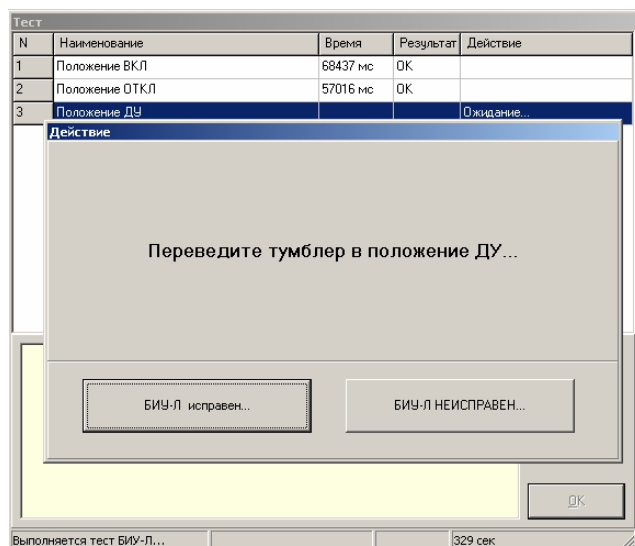 Тест
N Наименование Время Результат Действие
1 Положение ВКЛ 68437 мс OK
2 Положение ОТКЛ 57016 мс OK
3 Положение ДУ Ожидание...
Действие
Переведите тумблер в положение ДУ...
БИУ-Л исправен... БИУ-Л НЕИСПРАВЕН...
OK
Выполняется тест БИУ-Л... 329 сек